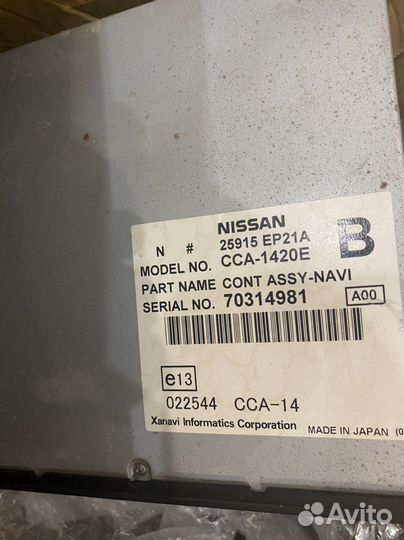 NISSAN
N # 25915 EP21A
B
MODEL NO. CCA-1420E
PART NAME CONT ASSY-NAVI
SERIAL NO. 70314981
A00
e13
022544 CCA-14
Xanavi Informatics Corporation MADE IN JAPAN (0
Avito